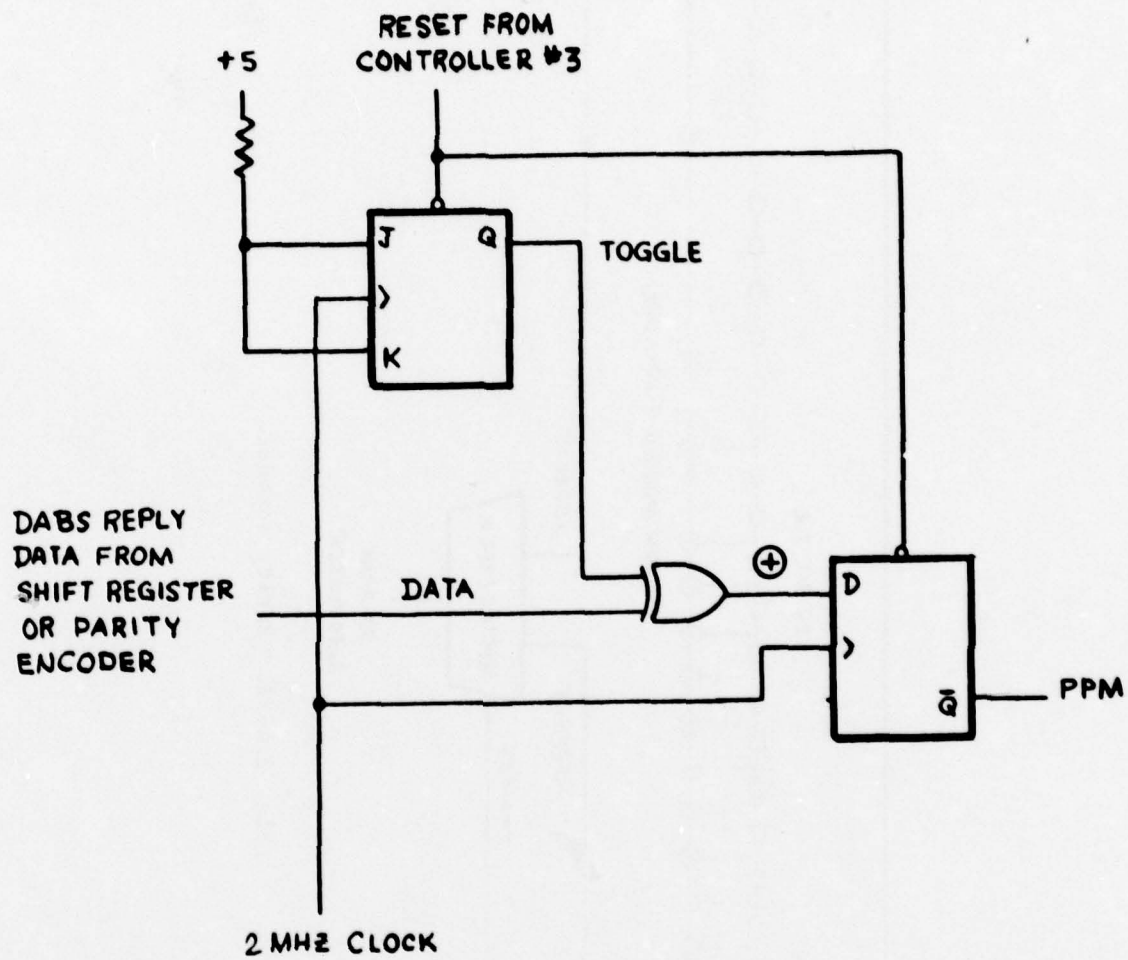 RESET FROM
CONTROLLER #3
+5
J
Q
K
TOGGLE
DABS REPLY
DATA FROM
SHIFT REGISTER
OR PARITY
ENCODER
DATA
⊕
D
Q̄
PPM
2 MHZ CLOCK